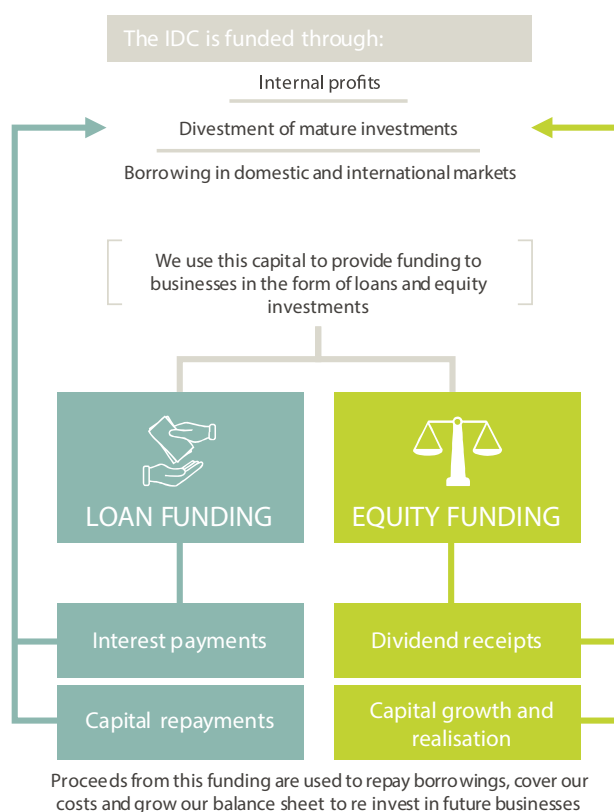 The IDC is funded through:
Internal profits
Divestment of mature investments
Borrowing in domestic and international markets
We use this capital to provide funding to
businesses in the form of loans and equity
investments
LOAN FUNDING
EQUITY FUNDING
Interest payments
Dividend receipts
Capital repayments
Capital growth and
realisation
Proceeds from this funding are used to repay borrowings, cover our
costs and grow our balance sheet to re invest in future businesses